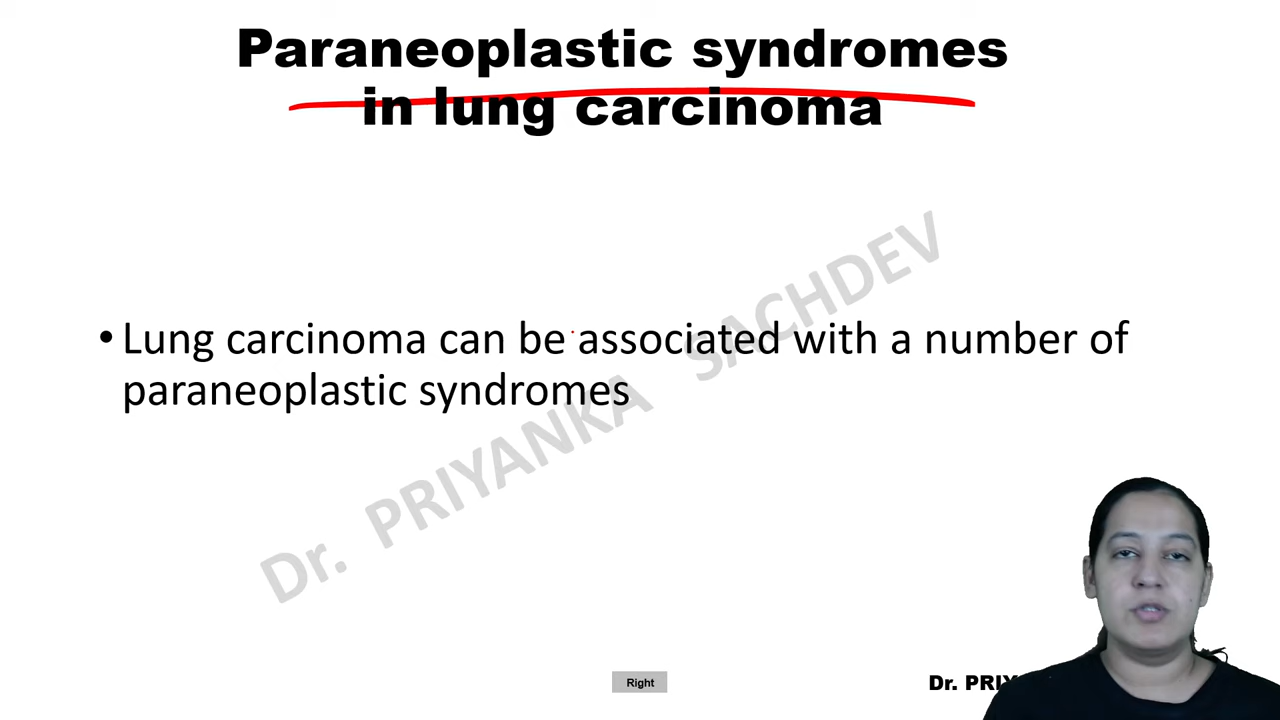 Paraneoplastic syndromes
in lung carcinoma
• Lung carcinoma can be associated with a number of
paraneoplastic syndromes
Dr. PRIYANKA SACHDEV
Right
Dr.